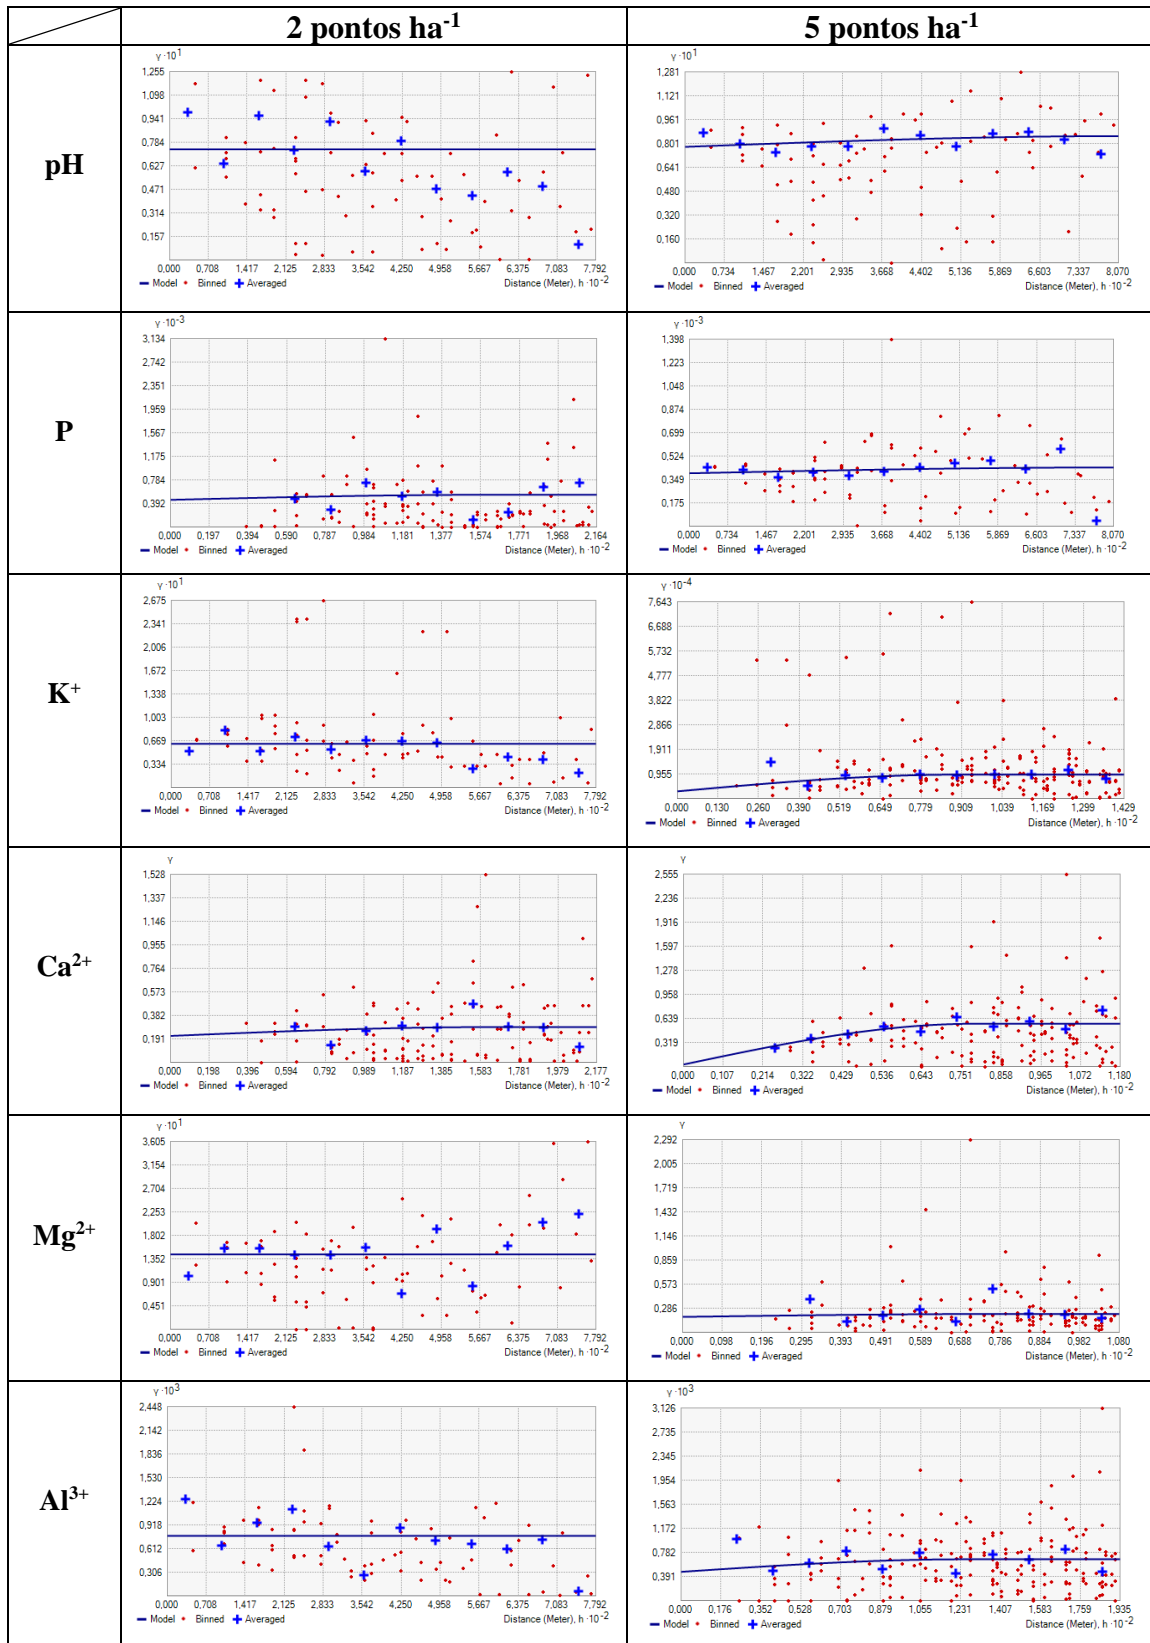 2 pontos ha-1
5 pontos ha-1
pH
γ ·10¹
1,255
1,098
0,941
0,784
0,627
0,471
0,314
0,157
0,000 0,708 1,417 2,125 2,833 3,542 4,250 4,958 5,667 6,375 7,083 7,792
Distance (Meter), h ·10⁻²
Model Binned Averaged
γ ·10¹
1,281
1,121
0,961
0,801
0,641
0,480
0,320
0,160
0,000 0,734 1,467 2,201 2,935 3,668 4,402 5,136 5,869 6,603 7,337 8,070
Distance (Meter), h ·10⁻²
Model Binned Averaged
P
γ ·10⁻³
3,134
2,742
2,351
1,959
1,567
1,175
0,784
0,392
0,000 0,197 0,394 0,590 0,787 0,984 1,181 1,377 1,574 1,771 1,968 2,164
Distance (Meter), h ·10⁻²
Model Binned Averaged
γ ·10⁻³
1,398
1,223
1,048
0,874
0,699
0,524
0,349
0,175
0,000 0,734 1,467 2,201 2,935 3,668 4,402 5,136 5,869 6,603 7,337 8,070
Distance (Meter), h ·10⁻²
Model Binned Averaged
K+
γ ·10¹
2,675
2,341
2,006
1,672
1,338
1,003
0,669
0,334
0,000 0,708 1,417 2,125 2,833 3,542 4,250 4,958 5,667 6,375 7,083 7,792
Distance (Meter), h ·10⁻²
Model Binned Averaged
γ ·10⁻⁴
7,643
6,688
5,732
4,777
3,822
2,866
1,911
0,955
0,000 0,130 0,260 0,390 0,519 0,649 0,779 0,909 1,039 1,169 1,299 1,429
Distance (Meter), h ·10⁻²
Model Binned Averaged
Ca2+
γ
1,528
1,337
1,146
0,955
0,764
0,573
0,382
0,191
0,000 0,198 0,396 0,594 0,792 0,989 1,187 1,385 1,583 1,781 1,979 2,177
Distance (Meter), h ·10⁻²
Model Binned Averaged
γ
2,555
2,236
1,916
1,597
1,278
0,958
0,639
0,319
0,000 0,107 0,214 0,322 0,429 0,536 0,643 0,751 0,858 0,965 1,072 1,180
Distance (Meter), h ·10⁻²
Model Binned Averaged
Mg2+
γ ·10¹
3,605
3,154
2,704
2,253
1,802
1,352
0,901
0,451
0,000 0,708 1,417 2,125 2,833 3,542 4,250 4,958 5,667 6,375 7,083 7,792
Distance (Meter), h ·10⁻²
Model Binned Averaged
γ
2,292
2,005
1,719
1,432
1,146
0,859
0,573
0,286
0,000 0,098 0,196 0,295 0,393 0,491 0,589 0,688 0,786 0,884 0,982 1,080
Distance (Meter), h ·10⁻²
Model Binned Averaged
Al3+
γ ·10³
2,448
2,142
1,836
1,530
1,224
0,918
0,612
0,306
0,000 0,708 1,417 2,125 2,833 3,542 4,250 4,958 5,667 6,375 7,083 7,792
Distance (Meter), h ·10⁻²
Model Binned Averaged
γ ·10³
3,126
2,735
2,345
1,954
1,563
1,172
0,782
0,391
0,000 0,176 0,352 0,528 0,703 0,879 1,055 1,231 1,407 1,583 1,759 1,935
Distance (Meter), h ·10⁻²
Model Binned Averaged